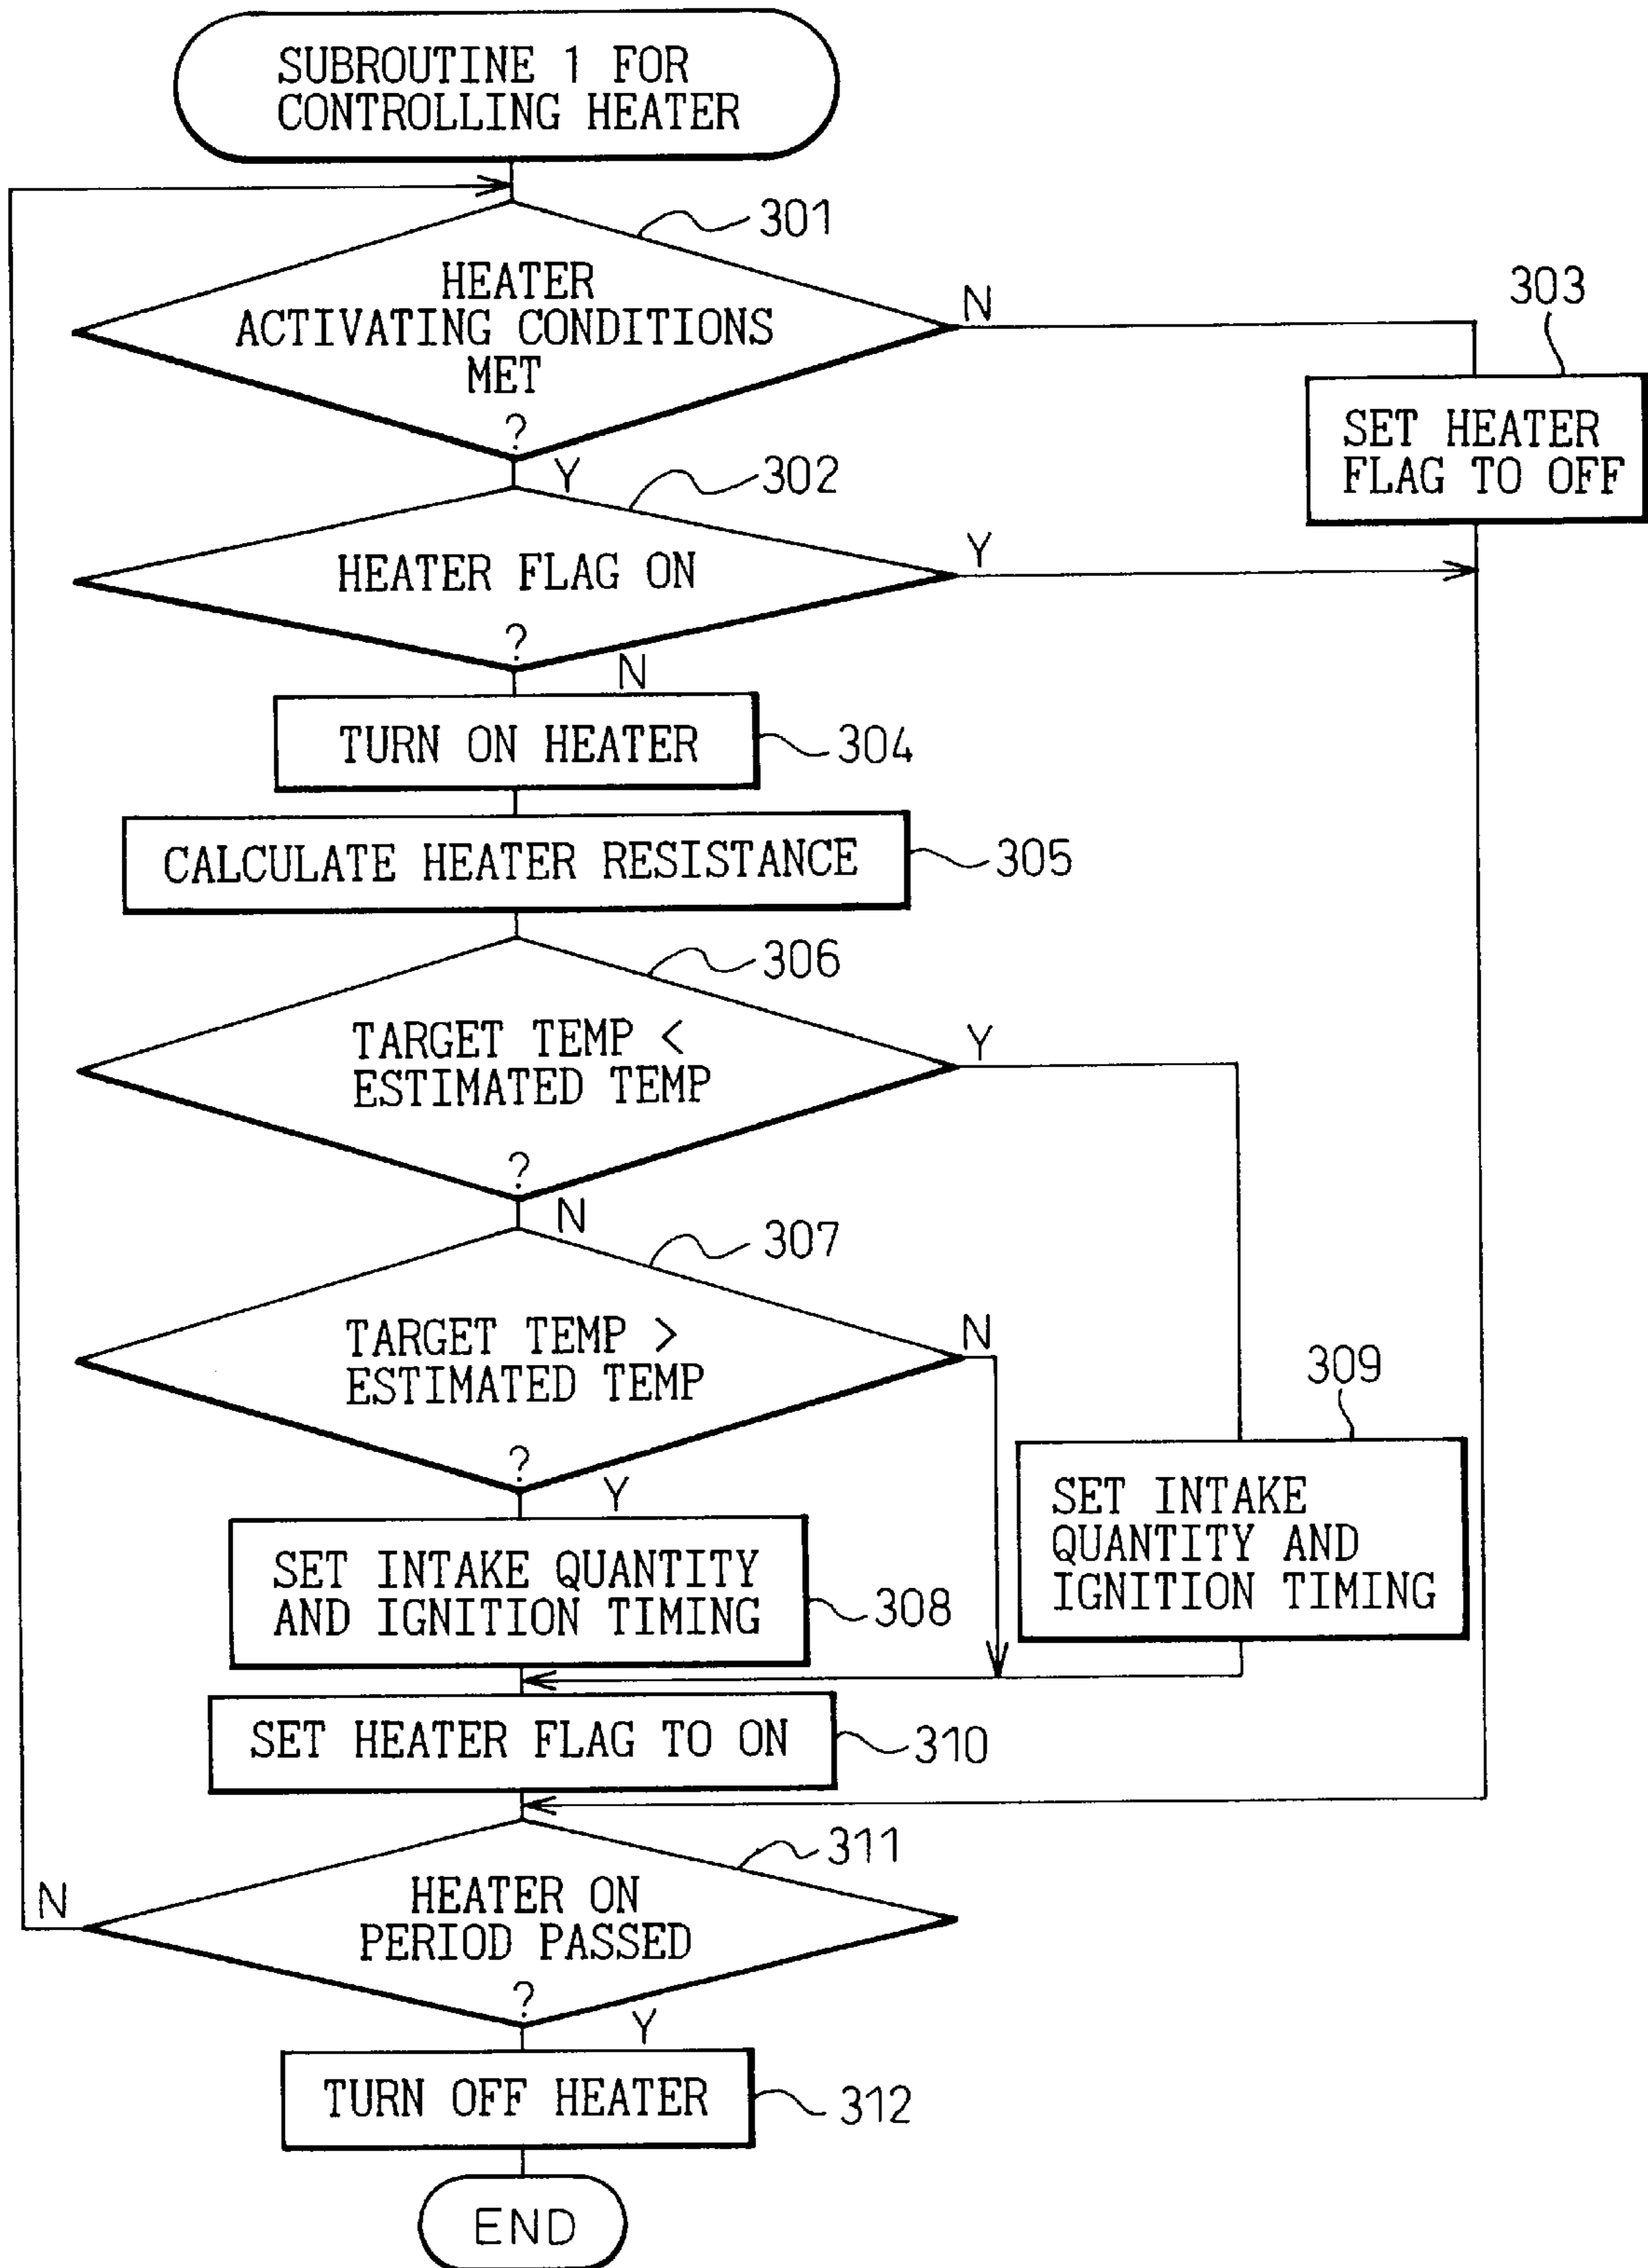 SUBROUTINE 1 FOR
CONTROLLING HEATER
301
HEATER
ACTIVATING CONDITIONS
MET
?
N
Y
303
SET HEATER
FLAG TO OFF
302
HEATER FLAG ON
?
Y
N
TURN ON HEATER
304
CALCULATE HEATER RESISTANCE
305
306
TARGET TEMP <
ESTIMATED TEMP
?
Y
N
307
TARGET TEMP >
ESTIMATED TEMP
?
N
Y
309
SET INTAKE
QUANTITY AND
IGNITION TIMING
SET INTAKE QUANTITY
AND IGNITION TIMING
308
SET HEATER FLAG TO ON
310
311
HEATER ON
PERIOD PASSED
?
N
Y
TURN OFF HEATER
312
END